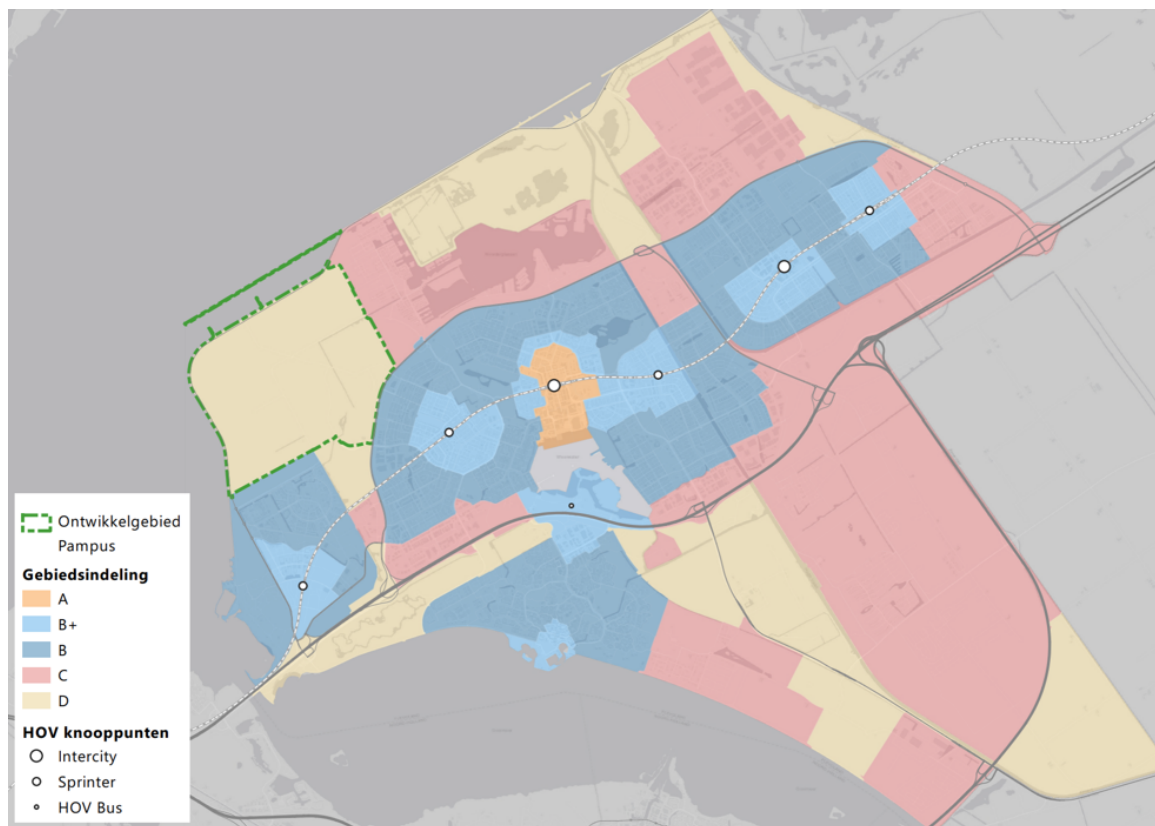 Ontwikkelgebied
Pampus
Gebiedsindeling
A
B+
B
C
D
HOV knooppunten
Intercity
Sprinter
HOV Bus